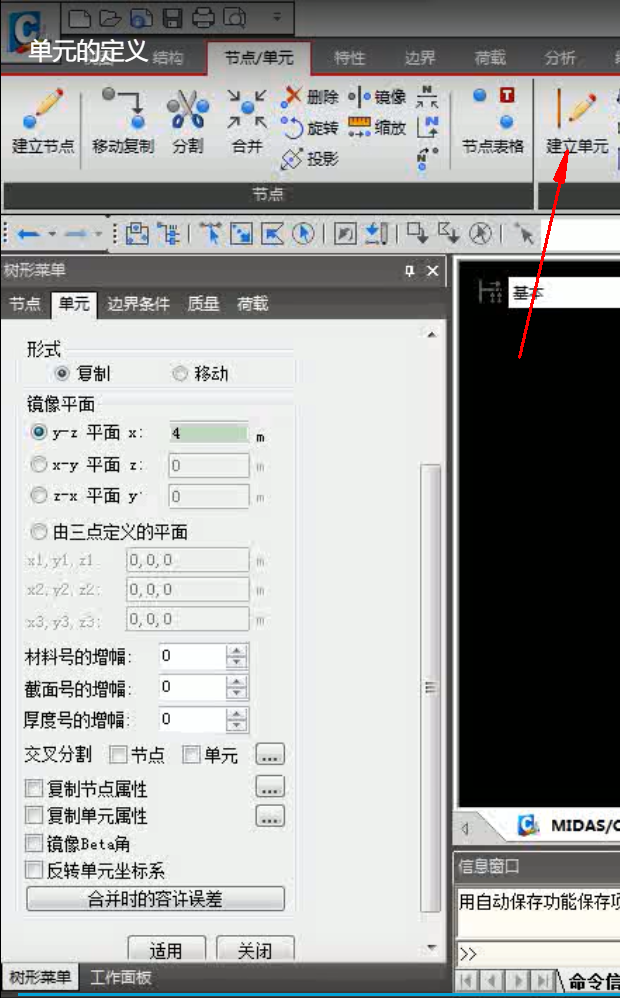 单元的定义
结构 节点/单元 特性 边界 荷载 分析
建立节点 移动复制 分割 合并 删除 镜像 节点表格 建立单元
旋转 缩放
投影
节点
树形菜单
节点 单元 边界条件 质量 荷载
基本
形式
复制 移动
镜像平面
y-z 平面 x: 4 m
x-y 平面 z: 0 m
z-x 平面 y: 0 m
由三点定义的平面
x1, y1, z1: 0, 0, 0 m
x2, y2, z2: 0, 0, 0 m
x3, y3, z3: 0, 0, 0 m
材料号的增幅: 0
截面号的增幅: 0
厚度号的增幅: 0
交叉分割 节点 单元 ...
复制节点属性 ...
复制单元属性 ...
镜像Beta角
反转单元坐标系
合并时的容许误差
适用 关闭
树形菜单 工作面板
MIDAS/C
信息窗口
用自动保存功能保存项
>>
命令信